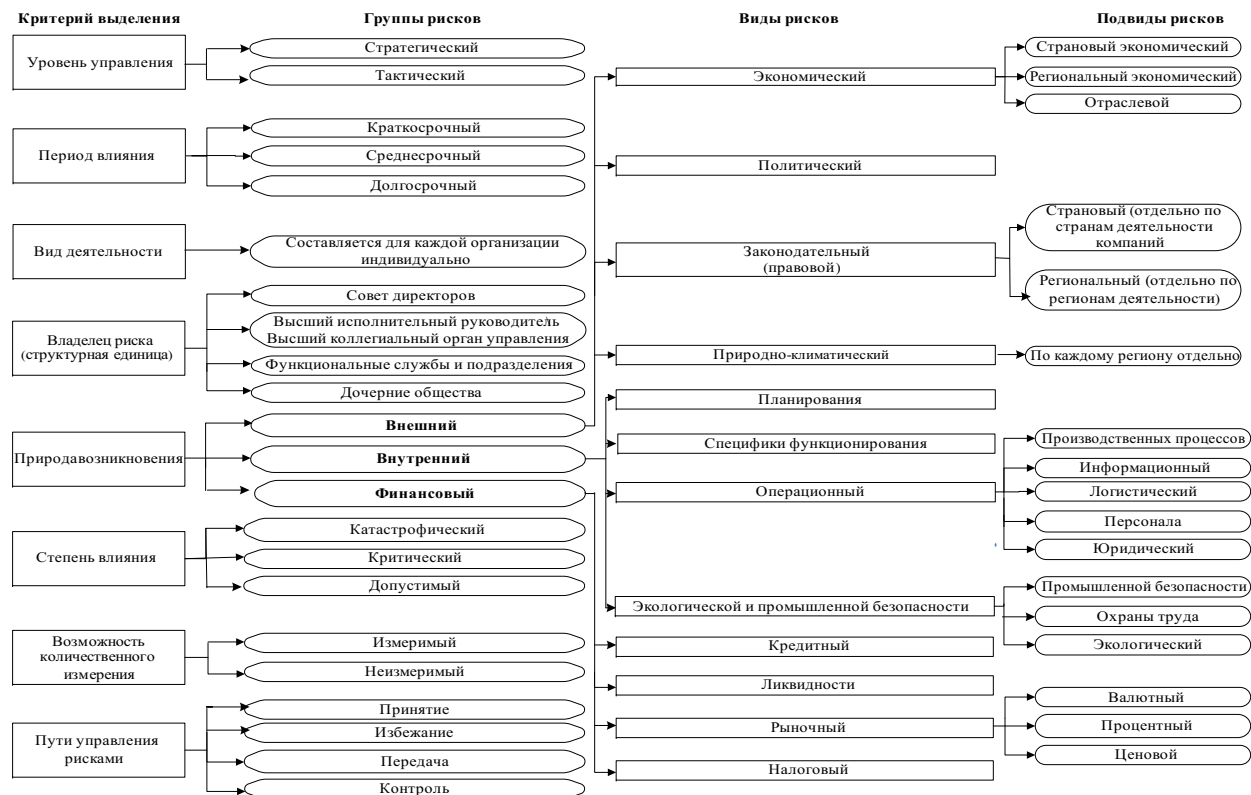 Критерий выделения
Группы рисков
Виды рисков
Подвиды рисков
Уровень управления
Стратегический
Тактический
Период влияния
Краткосрочный
Среднесрочный
Долгосрочный
Вид деятельности
Составляется для каждой организации
индивидуально
Владелец риска
(структурная единица)
Совет директоров
Высший исполнительный руководитель
Высший коллегиальный орган управления
Функциональные службы и подразделения
Дочерние общества
Природавозникновения
Внешний
Внутренний
Финансовый
Степень влияния
Катастрофический
Критический
Допустимый
Возможность
количественного
измерения
Измеримый
Неизмеримый
Пути управления
рисками
Принятие
Избежание
Передача
Контроль
Экономический
Страновый экономический
Региональный экономический
Отраслевой
Политический
Законодательный
(правовой)
Страновый (отдельно по
странам деятельности
компаний
Региональный (отдельно по
регионам деятельности)
Природно-климатический
По каждому региону отдельно
Планирования
Специфики функционирования
Операционный
Производственных процессов
Информационный
Логистический
Персонала
Юридический
Экологической и промышленной безопасности
Промышленной безопасности
Охраны труда
Экологический
Кредитный
Ликвидности
Рыночный
Валютный
Процентный
Ценовой
Налоговый